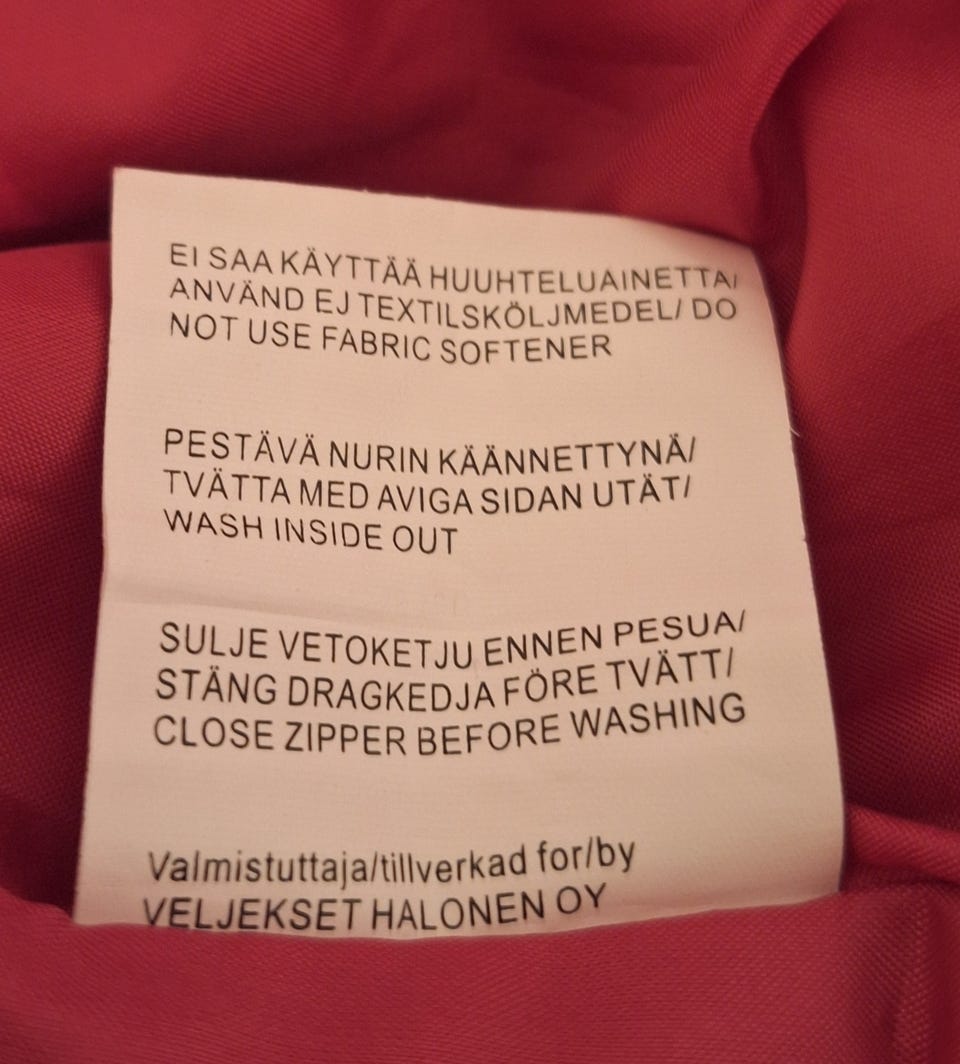 EI SAA KÄYTTÄÄ HUUHTELUAINETTA/
ANVÄND EJ TEXTILSKÖLJMEDEL/ DO
NOT USE FABRIC SOFTENER
PESTÄVÄ NURIN KÄÄNNETTYNÄ/
TVÄTTA MED AVIGA SIDAN UTÄT/
WASH INSIDE OUT
SULJE VETOKETJU ENNEN PESUA/
STÄNG DRAGKEDJA FÖRE TVÄTT/
CLOSE ZIPPER BEFORE WASHING
Valmistuttaja/tillverkad for/by
VELJEKSET HALONEN OY